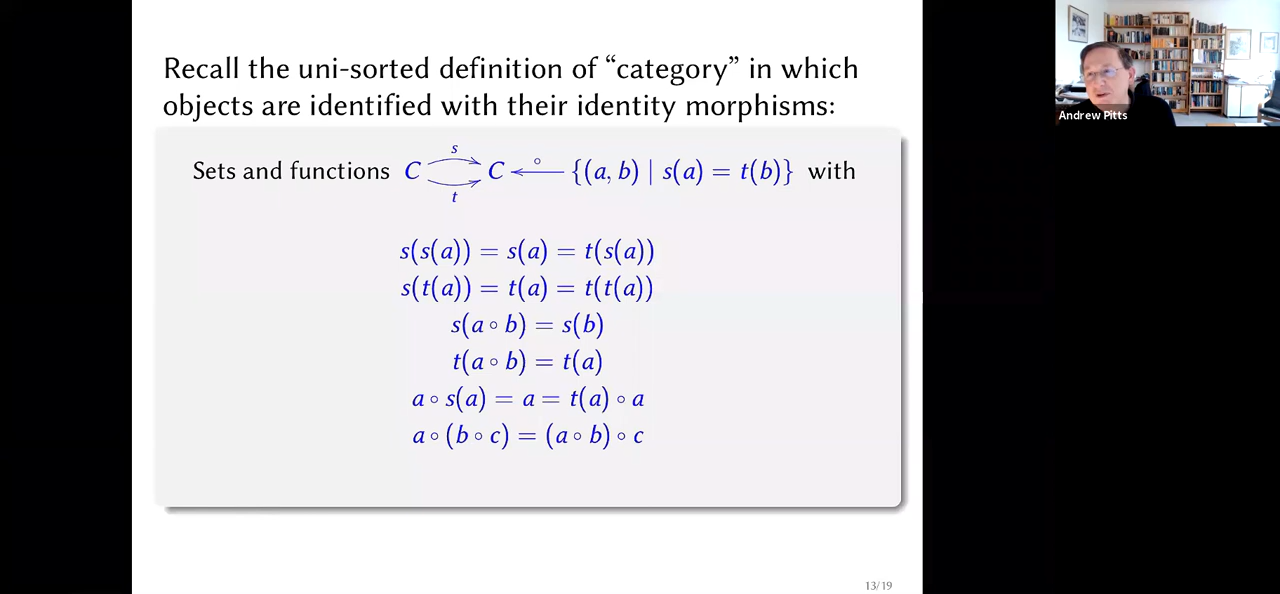 Recall the uni-sorted definition of “category” in which
objects are identified with their identity morphisms:
s
Sets and functions C C ∘ {(a, b) | s(a) = t(b)} with
t
s(s(a)) = s(a) = t(s(a))
s(t(a)) = t(a) = t(t(a))
s(a ∘ b) = s(b)
t(a ∘ b) = t(a)
a ∘ s(a) = a = t(a) ∘ a
a ∘ (b ∘ c) = (a ∘ b) ∘ c
13/19
Andrew Pitts